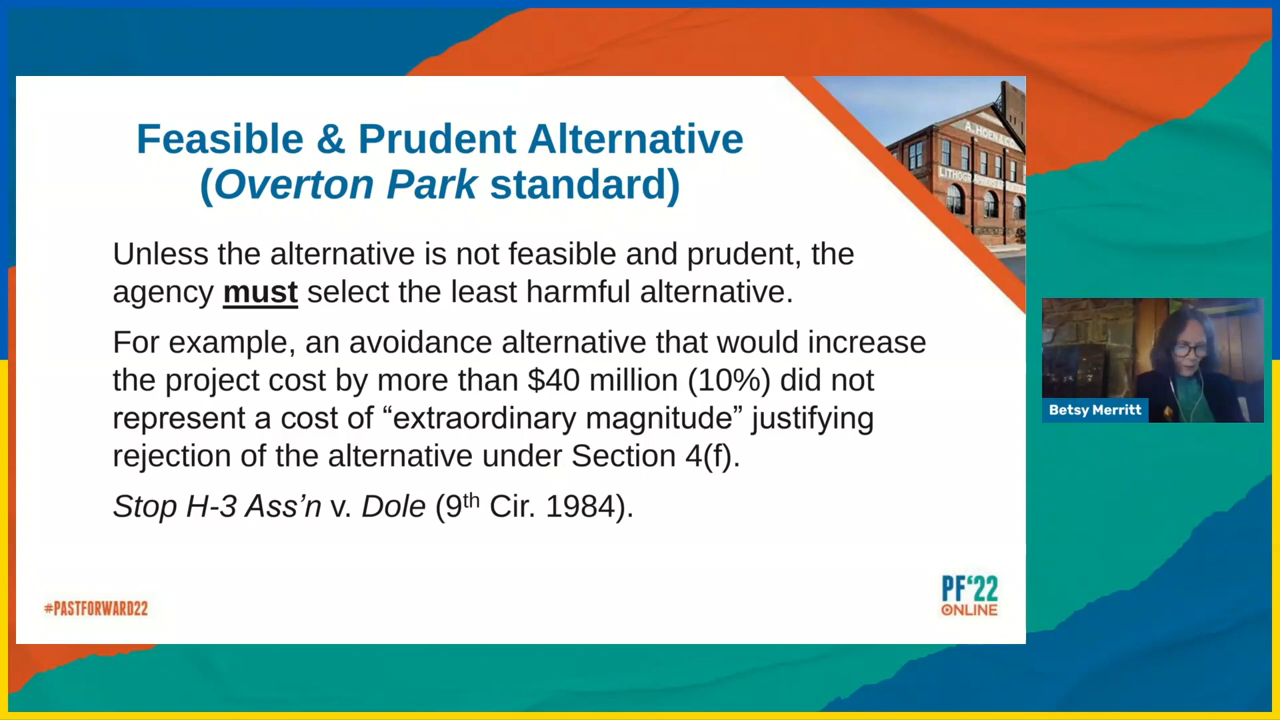 Feasible & Prudent Alternative
(Overton Park standard)
A. HOEN & CO.
LITHOGRAPHERS
Unless the alternative is not feasible and prudent, the
agency must select the least harmful alternative.
For example, an avoidance alternative that would increase
the project cost by more than $40 million (10%) did not
represent a cost of “extraordinary magnitude” justifying
rejection of the alternative under Section 4(f).
Stop H-3 Ass’n v. Dole (9th Cir. 1984).
Betsy Merritt
#PASTFORWARD22
PF‘22
ONLINE